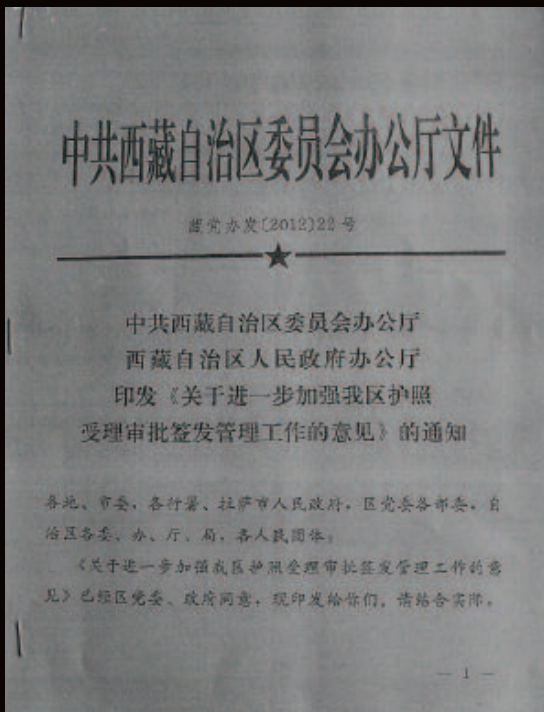 中共西藏自治区委员会办公厅文件
藏党办发〔2012〕22号
中共西藏自治区委员会办公厅
西藏自治区人民政府办公厅
印发《关于进一步加强我区护照
受理审批签发管理工作的意见》的通知
各地、市委，各行署、拉萨市人民政府，区党委各部委，自
治区各委、办、厅、局，各人民团体：
《关于进一步加强我区护照受理审批签发管理工作的意
见》已经区党委、政府同意，现印发给你们，请结合实际，
— 1 —